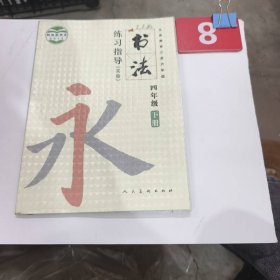 书法
练习指导（实验）
四年级 下册
永
人民美术出版社
8